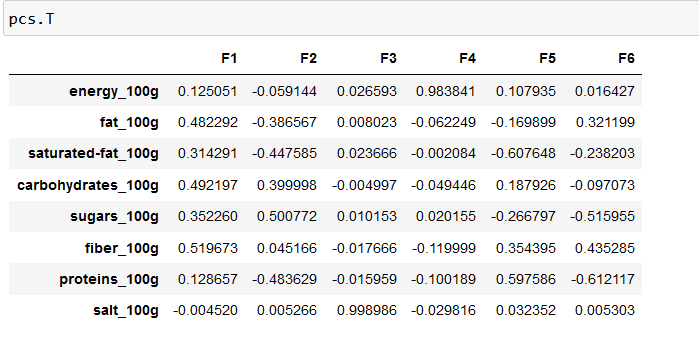 pcs.T
F1 F2 F3 F4 F5 F6
energy_100g 0.125051 -0.059144 0.026593 0.983841 0.107935 0.016427
fat_100g 0.482292 -0.386567 0.008023 -0.062249 -0.169899 0.321199
saturated-fat_100g 0.314291 -0.447585 0.023666 -0.002084 -0.607648 -0.238203
carbohydrates_100g 0.492197 0.399998 -0.004997 -0.049446 0.187926 -0.097073
sugars_100g 0.352260 0.500772 0.010153 0.020155 -0.266797 -0.515955
fiber_100g 0.519673 0.045166 -0.017666 -0.119999 0.354395 0.435285
proteins_100g 0.128657 -0.483629 -0.015959 -0.100189 0.597586 -0.612117
salt_100g -0.004520 0.005266 0.998986 -0.029816 0.032352 0.005303